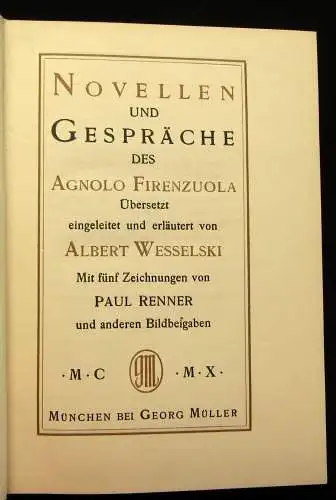 NOVELLEN
UND
GESPRÄCHE
DES
AGNOLO FIRENZUOLA
Übersetzt
eingeleitet und erläutert von
ALBERT WESSELSKI
Mit fünf Zeichnungen von
PAUL RENNER
und anderen Bildbeigaben
· M · C GM · M · X ·
MÜNCHEN BEI GEORG MÜLLER